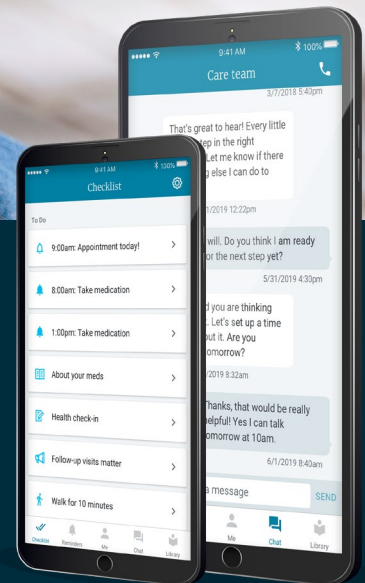 9:41 AM
100%
Care team
3/7/2018 5:40pm
That's great to hear! Every little
step in the right
Let me know if there
else I can do to
/2019 12:22pm
will. Do you think I am ready
for the next step yet?
5/31/2019 4:30pm
you are thinking
Let's set up a time
out it. Are you
tomorrow?
/2019 8:32am
Thanks, that would be really
helpful! Yes I can talk
tomorrow at 10am.
6/1/2019 8:40am
a message
SEND
Me
Chat
Library
9:41 AM
100%
Checklist
To Do
9:00am: Appointment today!
8:00am: Take medication
1:00pm: Take medication
About your meds
Health check-in
Follow-up visits matter
Walk for 10 minutes
Checklist
Reminders
Me
Chat
Library